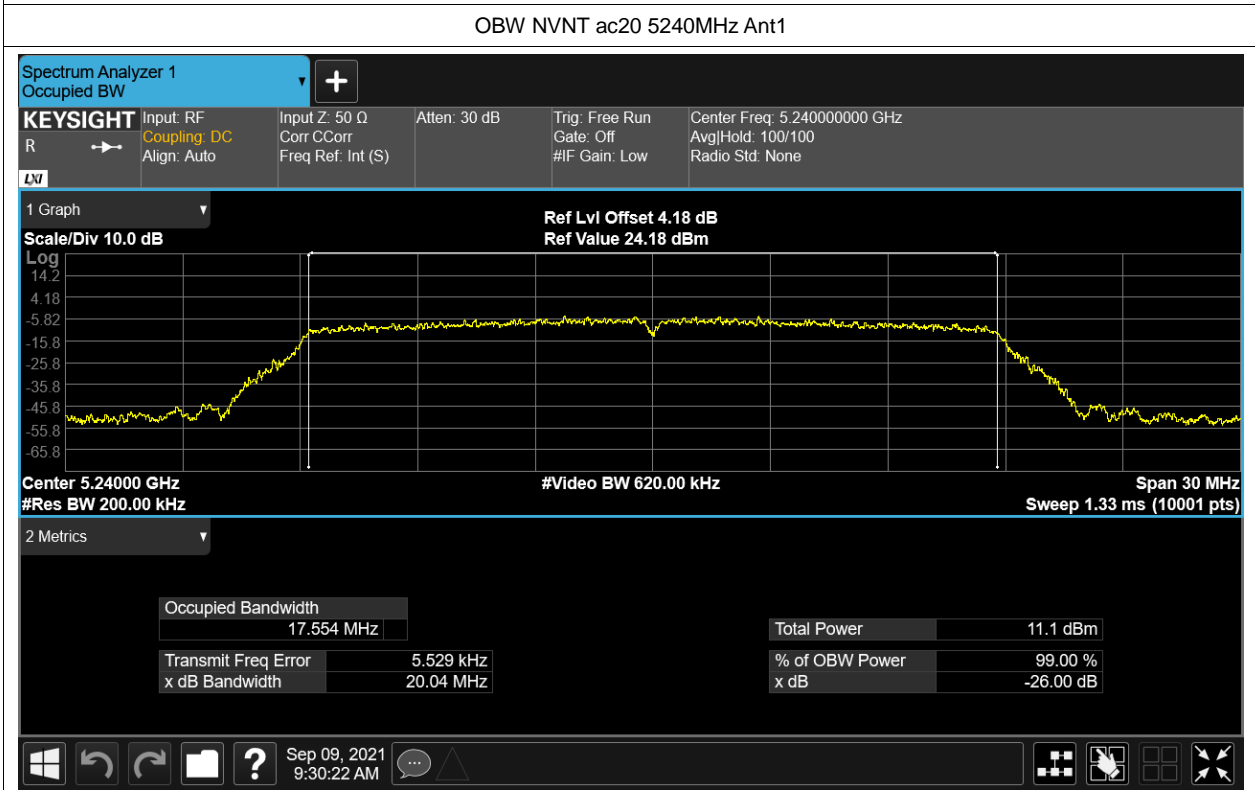 OBW NVNT ac20 5240MHz Ant1
Spectrum Analyzer 1
Occupied BW
KEYSIGHT
R
LXI
Input: RF
Coupling: DC
Align: Auto
Input Z: 50 Ω
Corr CCorr
Freq Ref: Int (S)
Atten: 30 dB
Trig: Free Run
Gate: Off
#IF Gain: Low
Center Freq: 5.240000000 GHz
Avg|Hold: 100/100
Radio Std: None
1 Graph
Scale/Div 10.0 dB
Ref Lvl Offset 4.18 dB
Ref Value 24.18 dBm
Log
14.2
4.18
-5.82
-15.8
-25.8
-35.8
-45.8
-55.8
-65.8
Center 5.24000 GHz
#Res BW 200.00 kHz
#Video BW 620.00 kHz
Span 30 MHz
Sweep 1.33 ms (10001 pts)
2 Metrics
Occupied Bandwidth
17.554 MHz
Transmit Freq Error 5.529 kHz
x dB Bandwidth 20.04 MHz
Total Power 11.1 dBm
% of OBW Power 99.00 %
x dB -26.00 dB
?
Sep 09, 2021
9:30:22 AM